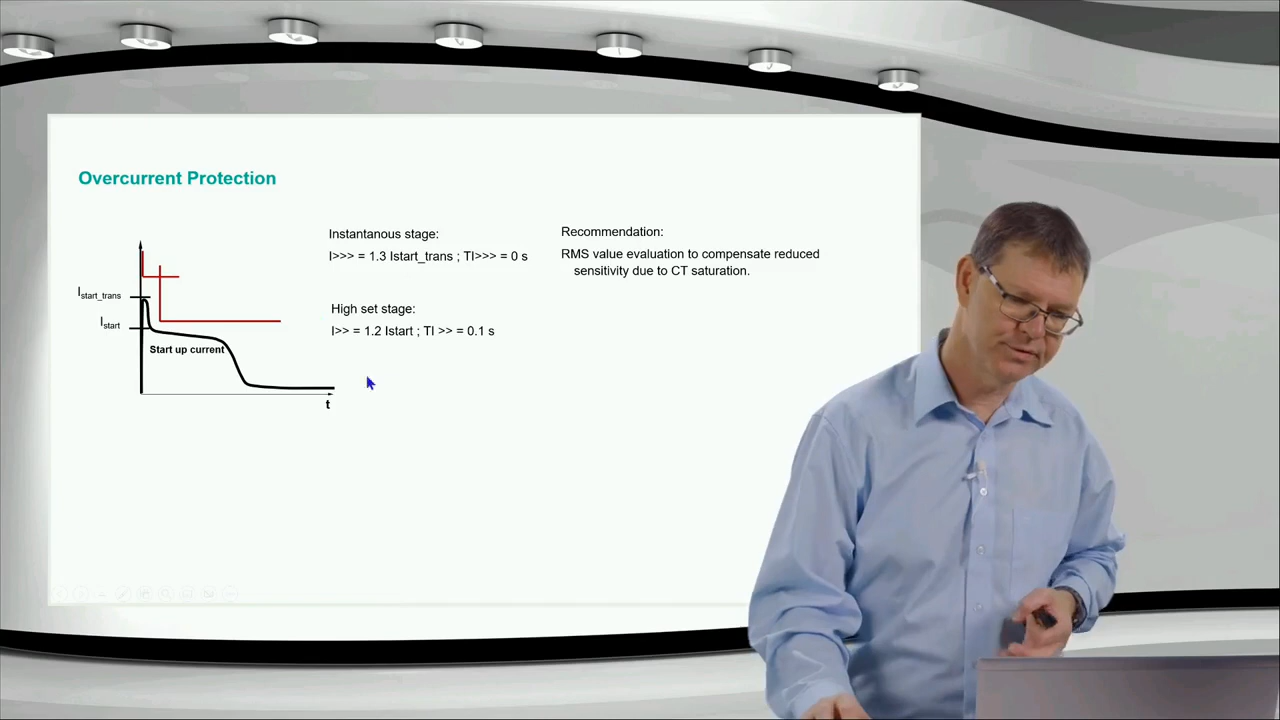 Overcurrent Protection
Instantanous stage:
I>>> = 1.3 Istart_trans ; TI>>> = 0 s
High set stage:
I>> = 1.2 Istart ; TI >> = 0.1 s
Recommendation:
RMS value evaluation to compensate reduced
sensitivity due to CT saturation.
Istart_trans
Istart
Start up current
t